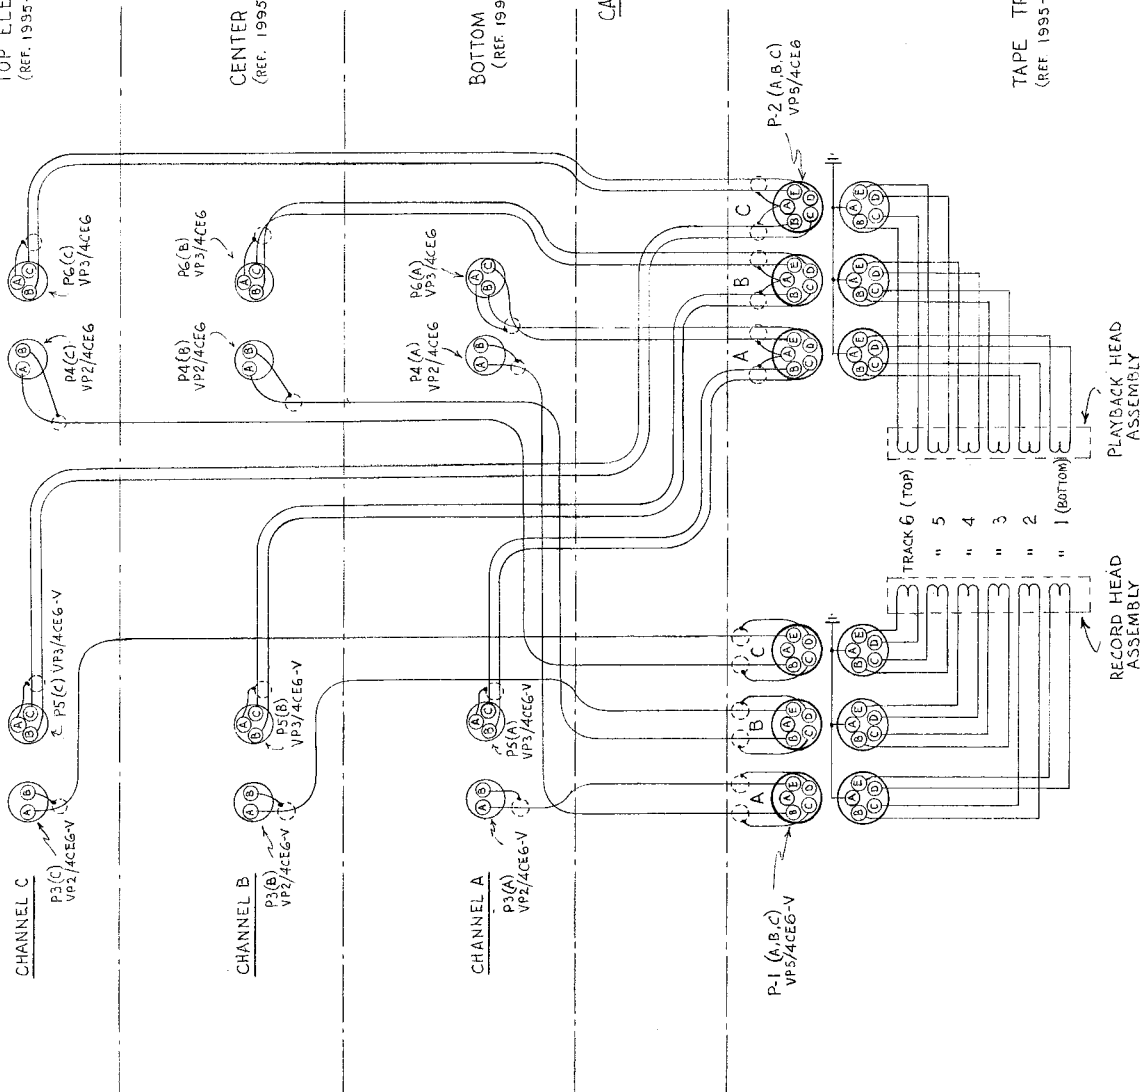 TOP ELE
(REF. 1995-
CENTER
(REF. 1995
BOTTOM
(REF. 199
CA
TAPE TR
(REF. 1995-
CHANNEL C
P3(C)
VP2/4CE6-V
P5(C) VP3/4CE6-V
P4(C)
VP2/4CE6
P6(C)
VP3/4CE6
A B
A B C
A B
A B C
CHANNEL B
P3(B)
VP2/4CE6-V
P5(B)
VP3/4CE6-V
P4(B)
VP2/4CE6
P6(B)
VP3/4CE6
A B
A B C
A B
A B C
CHANNEL A
P3(A)
VP2/4CE6-V
P5(A)
VP3/4CE6-V
P4(A)
VP2/4CE6
P6(A)
VP3/4CE6
A B
A B C
A B
A B C
P-1 (A,B,C)
VP5/4CE6-V
A
B
C
A
B
C
P-2 (A,B,C)
VP5/4CE6
A B C D E
A B C D E
A B C D E
A B C D E
A B C D E
A B C D E
A B C D E
A B C D E
A B C D E
A B C D E
A B C D E
A B C D E
TRACK 6 (TOP)
" 5
" 4
" 3
" 2
" 1 (BOTTOM)
RECORD HEAD
ASSEMBLY
PLAYBACK HEAD
ASSEMBLY